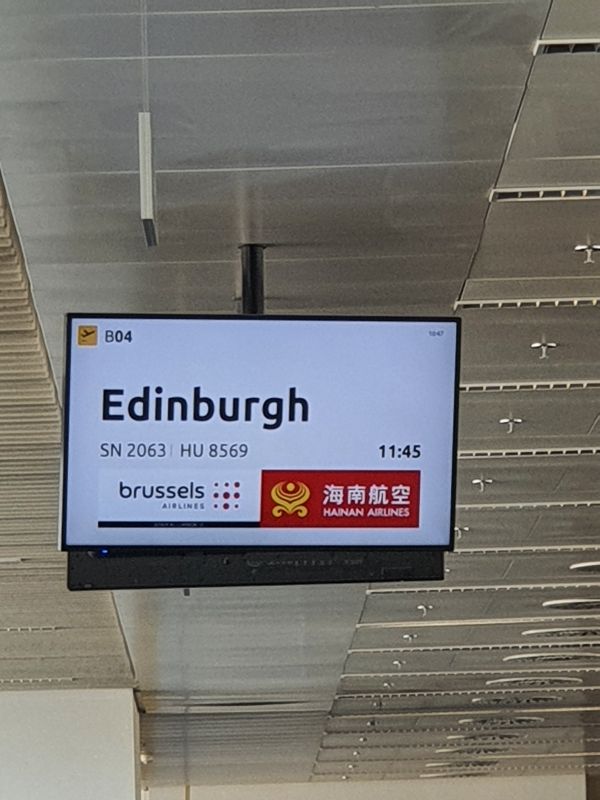 B04
10:47
Edinburgh
SN 2063 | HU 8569
11:45
brussels
AIRLINES
海南航空
HAINAN AIRLINES